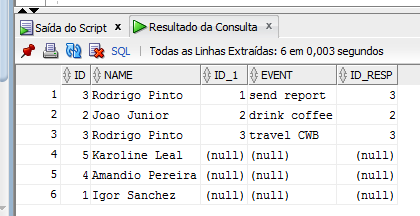 Saída do Script x Resultado da Consulta x
SQL | Todas as Linhas Extraídas: 6 em 0,003 segundos
ID NAME ID_1 EVENT ID_RESP
1 3 Rodrigo Pinto 1 send report 3
2 2 Joao Junior 2 drink coffee 2
3 3 Rodrigo Pinto 3 travel CWB 3
4 5 Karoline Leal (null) (null) (null)
5 4 Amandio Pereira (null) (null) (null)
6 1 Igor Sanchez (null) (null) (null)